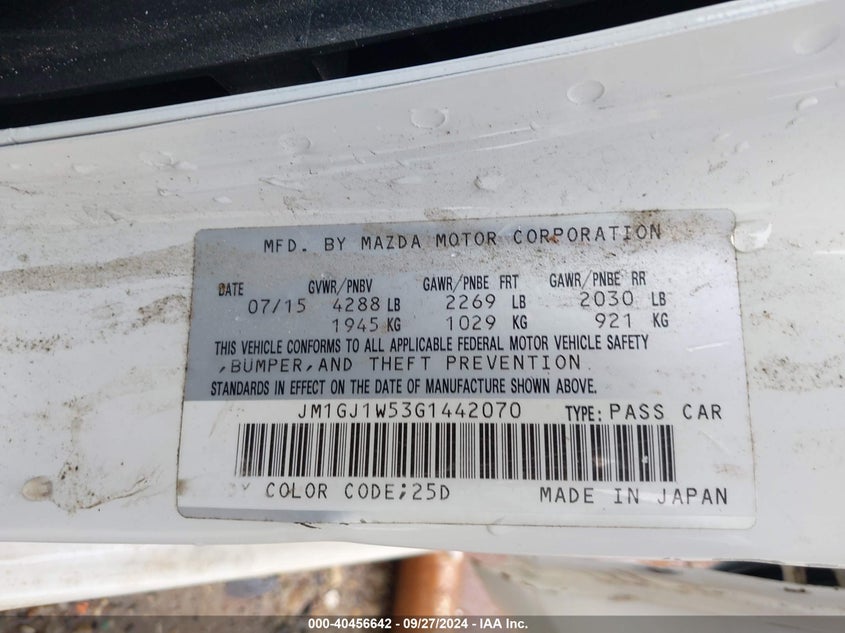 MFD. BY MAZDA MOTOR CORPORATION
DATE GVWR/PNBV GAWR/PNBE FRT GAWR/PNBE RR
07/15 4288 LB 2269 LB 2030 LB
1945 KG 1029 KG 921 KG
THIS VEHICLE CONFORMS TO ALL APPLICABLE FEDERAL MOTOR VEHICLE SAFETY
,BUMPER,AND THEFT PREVENTION
STANDARDS IN EFFECT ON THE DATE OF MANUFACTURE SHOWN ABOVE.
JM1GJ1W53G1442070 TYPE: PASS CAR
COLOR CODE;25D MADE IN JAPAN
000-40456642 - 09/27/2024 - IAA Inc.